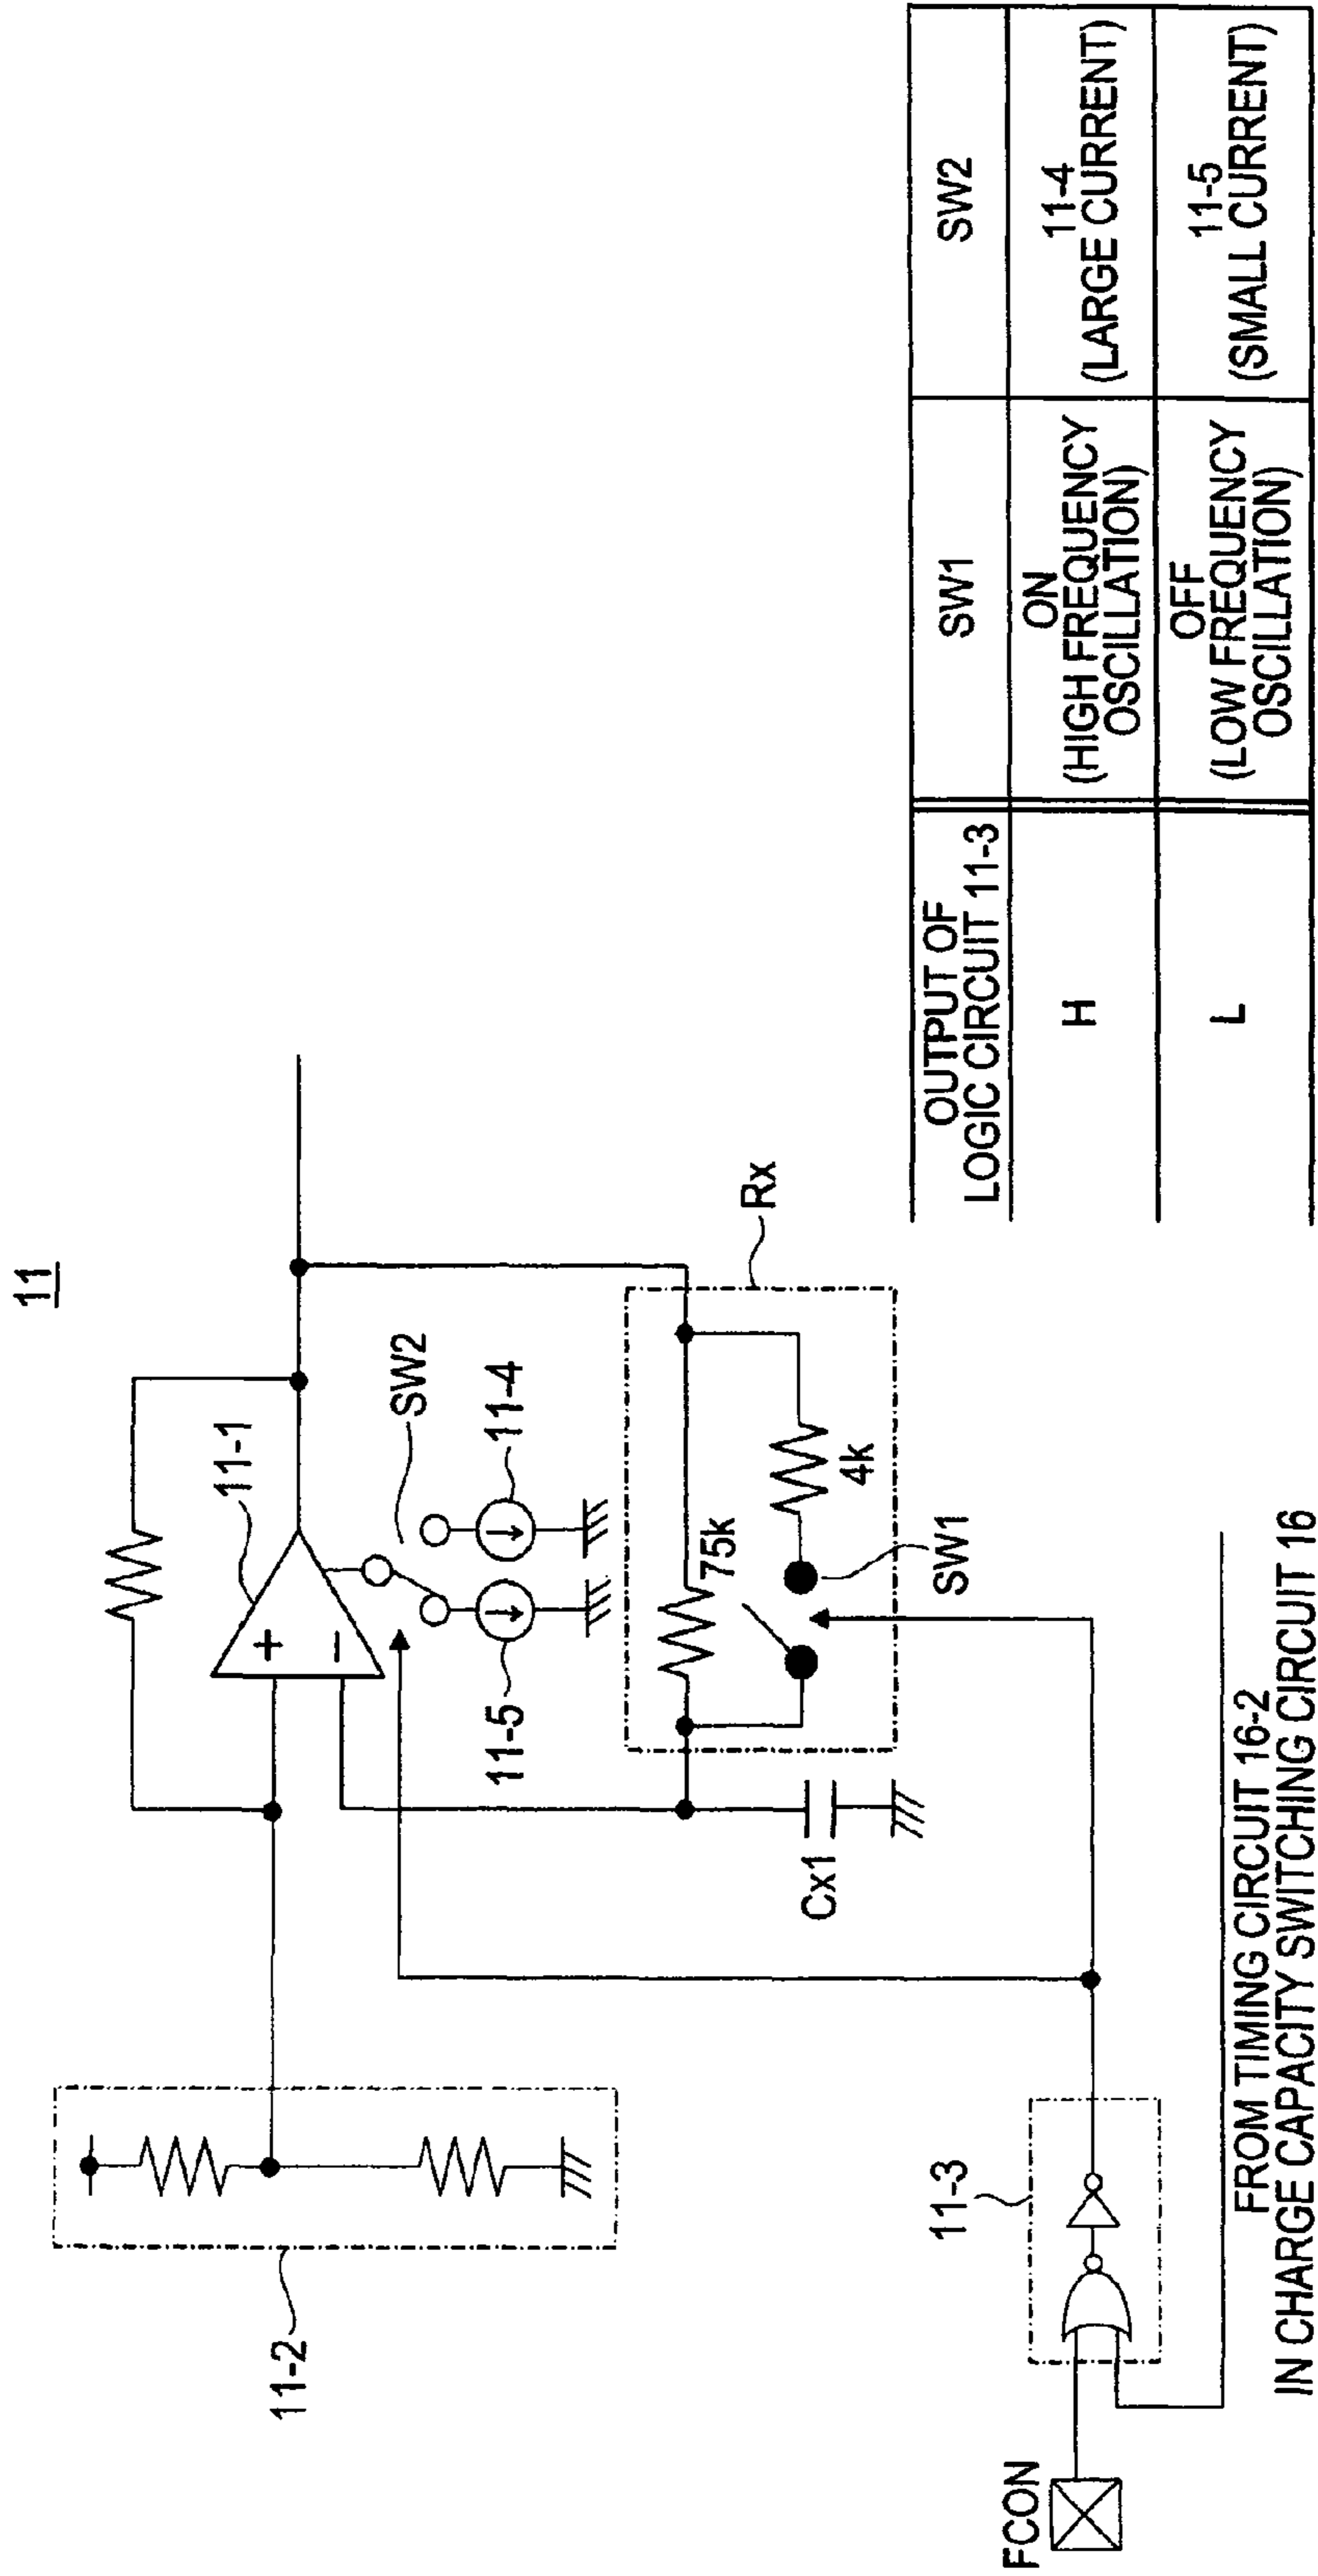 11
11-1
SW2
11-4
11-5
+
−
11-2
Rx
75k
4k
SW1
Cx1
11-3
FCON
FROM TIMING CIRCUIT 16-2
IN CHARGE CAPACITY SWITCHING CIRCUIT 16
OUTPUT OF
LOGIC CIRCUIT 11-3
SW1
SW2
H
ON
(HIGH FREQUENCY
OSCILLATION)
11-4
(LARGE CURRENT)
L
OFF
(LOW FREQUENCY
OSCILLATION)
11-5
(SMALL CURRENT)